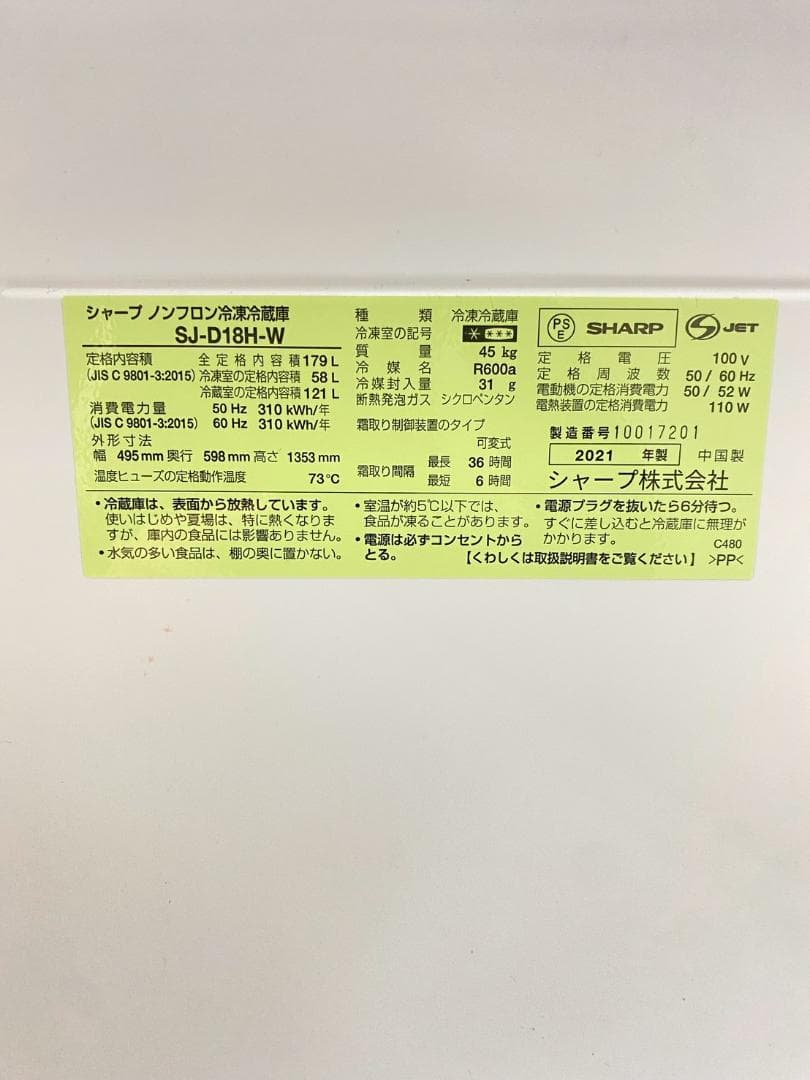 シャープ ノンフロン冷凍冷蔵庫
SJ-D18H-W
定格内容積 全定格内容積 179 L
(JIS C 9801-3:2015) 冷凍室の定格内容積 58 L
冷蔵室の定格内容積 121 L
消費電力量 50 Hz 310 kWh/年
(JIS C 9801-3:2015) 60 Hz 310 kWh/年
外形寸法
幅 495 mm 奥行 598 mm 高さ 1353 mm
温度ヒューズの定格動作温度 73℃
種類 冷凍冷蔵庫
冷凍室の記号 * ***
質量 45 kg
冷媒名 R600a
冷媒封入量 31 g
断熱発泡ガス シクロペンタン
霜取り制御装置のタイプ
可変式
霜取り間隔 最長 36 時間
最短 6 時間
PSE SHARP S JET
定格電圧 100 V
定格周波数 50 / 60 Hz
電動機の定格消費電力 50 / 52 W
電熱装置の定格消費電力 110 W
製造番号 10017201
2021 年製 中国製
シャープ株式会社
・冷蔵庫は、表面から放熱しています。
使いはじめや夏場は、特に熱くなりま
すが、庫内の食品には影響ありません。
・水気の多い食品は、棚の奥に置かない。
・室温が約5℃以下では、
食品が凍ることがあります。
・電源は必ずコンセントから
とる。
・電源プラグを抜いたら6分待つ。
すぐに差し込むと冷蔵庫に無理が
かかります。
C480
【くわしくは取扱説明書をご覧ください】 >PP<